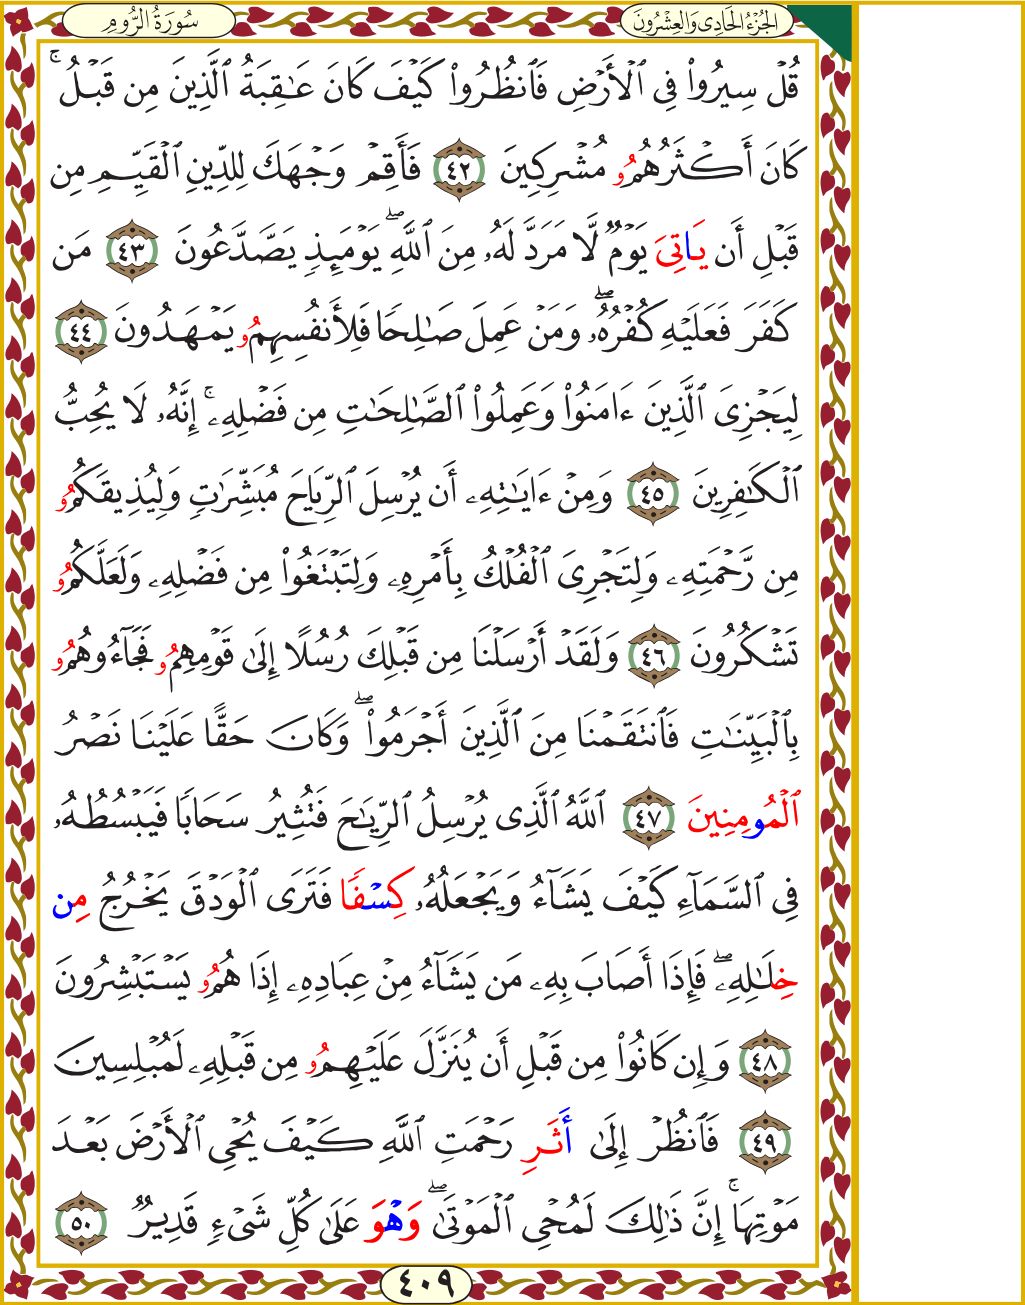 سُورَةُ الرُّومِ
الجُزْءُ الحَادِى وَالعِشْرُونَ
قُلْ سِيرُوا۟ فِى ٱلْأَرْضِ فَٱنظُرُوا۟ كَيْفَ كَانَ عَـٰقِبَةُ ٱلَّذِينَ مِن قَبْلُ ۚ
كَانَ أَكْثَرُهُمُۥ مُشْرِكِينَ ٤٢ فَأَقِمْ وَجْهَكَ لِلدِّينِ ٱلْقَيِّمِ مِن
قَبْلِ أَن يَاتِىَ يَوْمٌ لَّا مَرَدَّ لَهُۥ مِنَ ٱللَّهِ ۖ يَوْمَئِذٍ يَصَّدَّعُونَ ٤٣ مَن
كَفَرَ فَعَلَيْهِ كُفْرُهُۥ ۖ وَمَنْ عَمِلَ صَـٰلِحًا فَلِأَنفُسِهِمُۥ يَمْهَدُونَ ٤٤
لِيَجْزِىَ ٱلَّذِينَ ءَامَنُوا۟ وَعَمِلُوا۟ ٱلصَّـٰلِحَـٰتِ مِن فَضْلِهِۦٓ ۚ إِنَّهُۥ لَا يُحِبُّ
ٱلْكَـٰفِرِينَ ٤٥ وَمِنْ ءَايَـٰتِهِۦ أَن يُرْسِلَ ٱلرِّيَاحَ مُبَشِّرَٰتٍ وَلِيُذِيقَكُمُۥ
مِن رَّحْمَتِهِۦ وَلِتَجْرِىَ ٱلْفُلْكُ بِأَمْرِهِۦ وَلِتَبْتَغُوا۟ مِن فَضْلِهِۦ وَلَعَلَّكُمُۥ
تَشْكُرُونَ ٤٦ وَلَقَدْ أَرْسَلْنَا مِن قَبْلِكَ رُسُلًا إِلَىٰ قَوْمِهِمُۥ فَجَآءُوهُمُۥ
بِٱلْبَيِّنَـٰتِ فَٱنتَقَمْنَا مِنَ ٱلَّذِينَ أَجْرَمُوا۟ ۖ وَكَانَ حَقًّا عَلَيْنَا نَصْرُ
ٱلْمُومِنِينَ ٤٧ ٱللَّهُ ٱلَّذِى يُرْسِلُ ٱلرِّيَـٰحَ فَتُثِيرُ سَحَابًا فَيَبْسُطُهُۥ
فِى ٱلسَّمَآءِ كَيْفَ يَشَآءُ وَيَجْعَلُهُۥ كِسْفًا فَتَرَى ٱلْوَدْقَ يَخْرُجُ مِن
خِلَـٰلِهِۦ ۖ فَإِذَا أَصَابَ بِهِۦ مَن يَشَآءُ مِنْ عِبَادِهِۦ إِذَا هُمُۥ يَسْتَبْشِرُونَ
٤٨ وَإِن كَانُوا۟ مِن قَبْلِ أَن يُنَزَّلَ عَلَيْهِمُۥ مِن قَبْلِهِۦ لَمُبْلِسِينَ
٤٩ فَٱنظُرْ إِلَىٰ أَثَرِ رَحْمَتِ ٱللَّهِ كَيْفَ يُحْىِ ٱلْأَرْضَ بَعْدَ
مَوْتِهَا ۚ إِنَّ ذَٰلِكَ لَمُحْىِ ٱلْمَوْتَىٰ ۖ وَهْوَ عَلَىٰ كُلِّ شَىْءٍ قَدِيرٌ ٥٠
٤٠٩